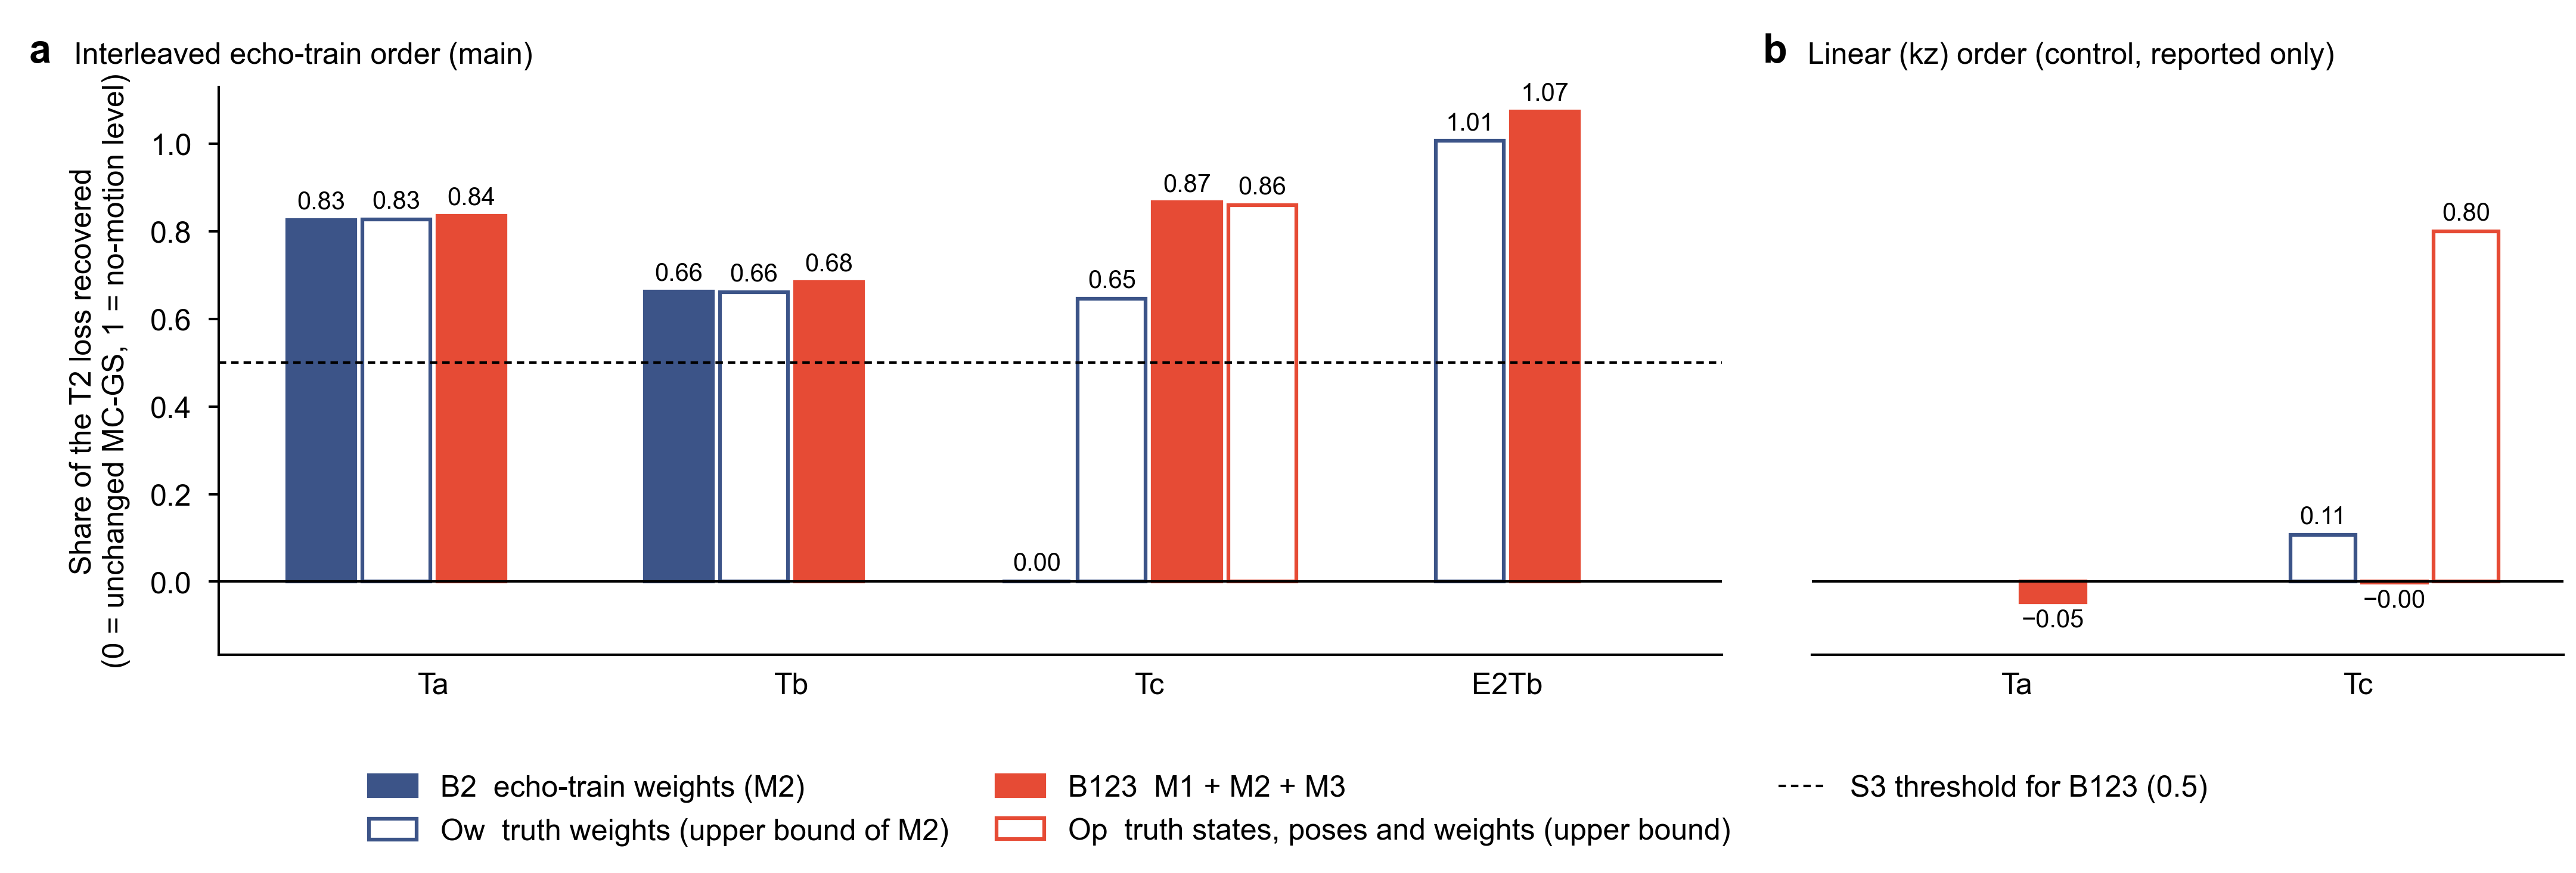 a Interleaved echo-train order (main)
Share of the T2 loss recovered
(0 = unchanged MC-GS, 1 = no-motion level)
1.0
0.8
0.6
0.4
0.2
0.0
0.83
0.83
0.84
0.66
0.66
0.68
0.00
0.65
0.87
0.86
1.01
1.07
Ta
Tb
Tc
E2Tb
b Linear (kz) order (control, reported only)
−0.05
0.11
−0.00
0.80
Ta
Tc
B2 echo-train weights (M2)
Ow truth weights (upper bound of M2)
B123 M1 + M2 + M3
Op truth states, poses and weights (upper bound)
S3 threshold for B123 (0.5)